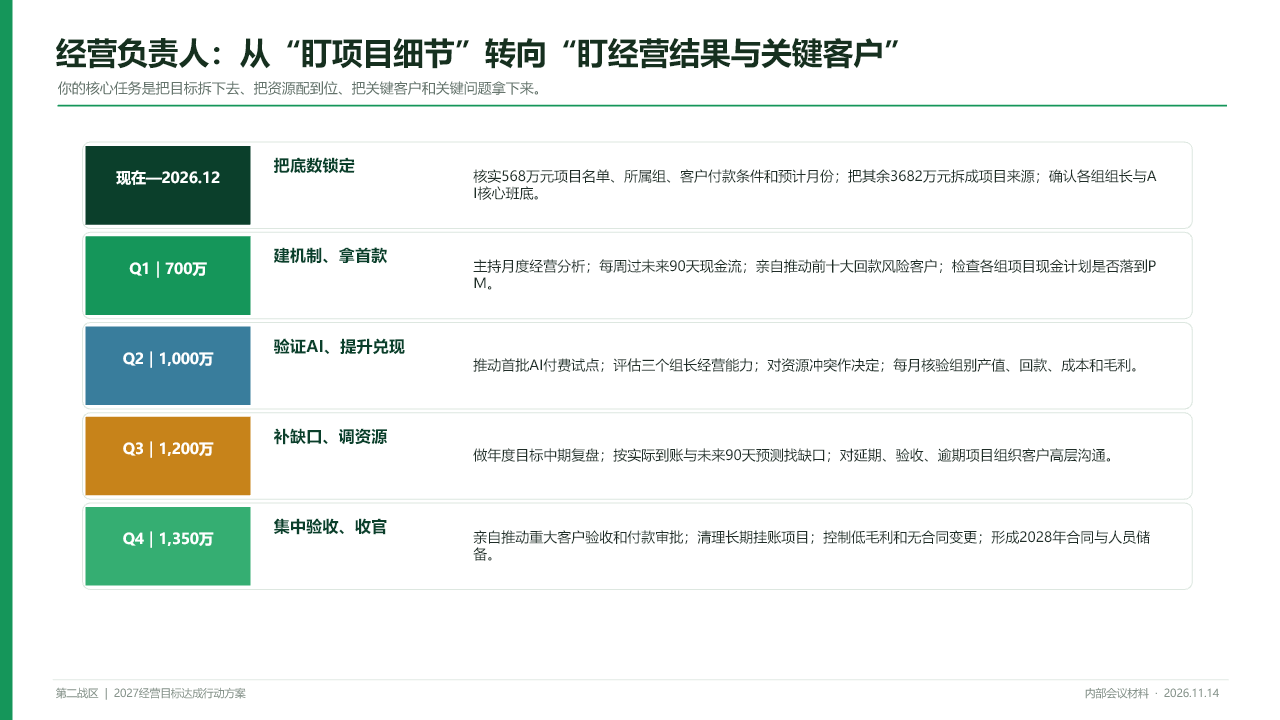 经营负责人：从“盯项目细节”转向“盯经营结果与关键客户”
你的核心任务是把目标拆下去、把资源配到位、把关键客户和关键问题拿下来。
现在—2026.12
把底数锁定
核实568万元项目名单、所属组、客户付款条件和预计月份；把其余3682万元拆成项目来源；确认各组组长与A
I核心班底。
Q1｜700万
建机制、拿首款
主持月度经营分析；每周过未来90天现金流；亲自推动前十大回款风险客户；检查各组项目现金计划是否落到P
M。
Q2｜1,000万
验证AI、提升兑现
推动首批AI付费试点；评估三个组长经营能力；对资源冲突作决定；每月核验组别产值、回款、成本和毛利。
Q3｜1,200万
补缺口、调资源
做年度目标中期复盘；按实际到账与未来90天预测找缺口；对延期、验收、逾期项目组织客户高层沟通。
Q4｜1,350万
集中验收、收官
亲自推动重大客户验收和付款审批；清理长期挂账项目；控制低毛利和无合同变更；形成2028年合同与人员储
备。
第二战区｜2027经营目标达成行动方案
内部会议材料 · 2026.11.14